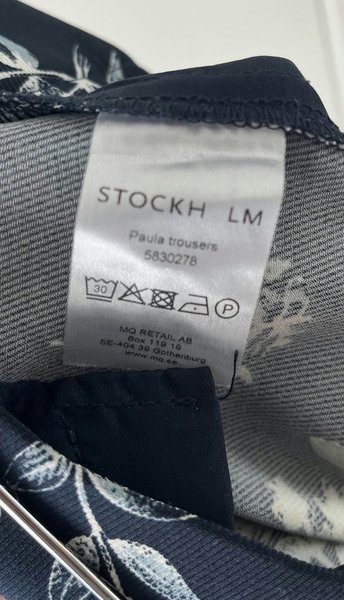 STOCKH LM
Paula trousers
5830278
30 P
MQ RETAIL AB
Box 119 19
SE-404 39 Gothenburg
www.mq.se